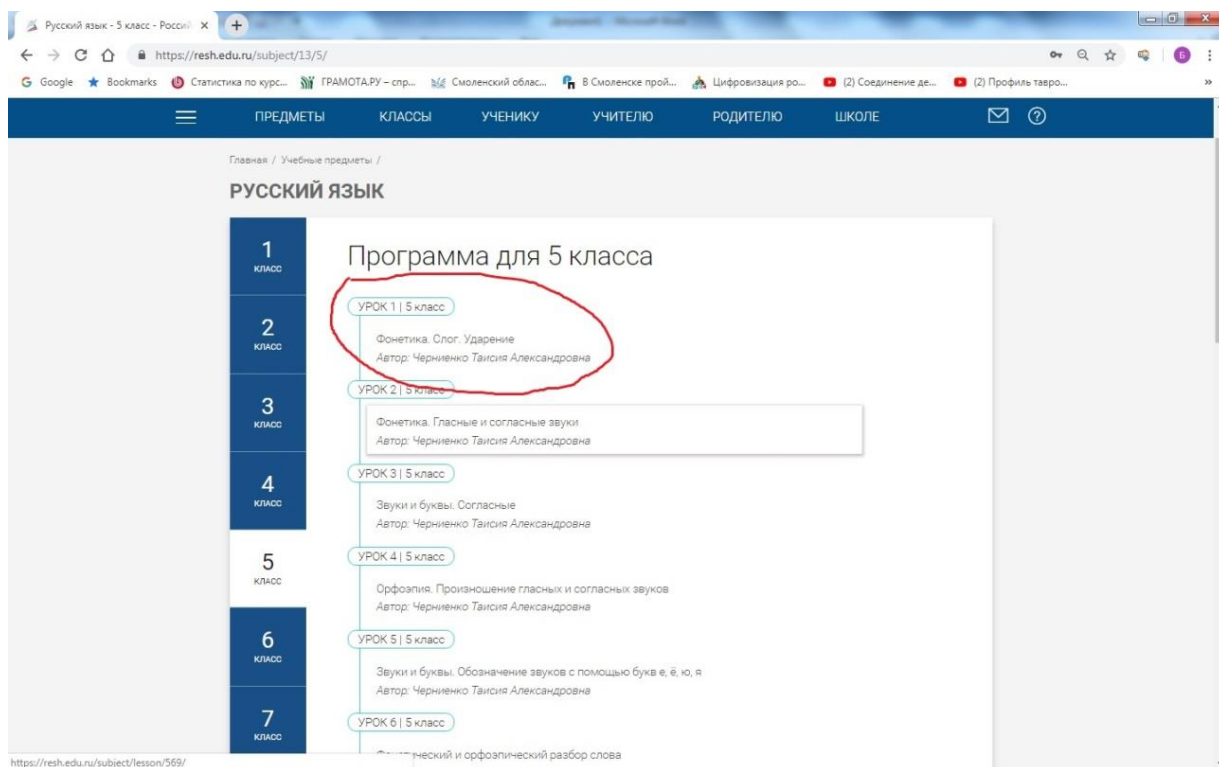 Русский язык - 5 класс - Россий
https://resh.edu.ru/subject/13/5/
Б
Google
Bookmarks
Статистика по курс...
ГРАМОТА.РУ – спр...
Смоленский облас...
В Смоленске прой...
Цифровизация ро...
(2) Соединение де...
(2) Профиль тавро...
ПРЕДМЕТЫ КЛАССЫ УЧЕНИКУ УЧИТЕЛЮ РОДИТЕЛЮ ШКОЛЕ
Главная / Учебные предметы /
РУССКИЙ ЯЗЫК
1
КЛАСС
2
КЛАСС
3
КЛАСС
4
КЛАСС
5
КЛАСС
6
КЛАСС
7
КЛАСС
Программа для 5 класса
УРОК 1 | 5 класс
Фонетика. Слог. Ударение
Автор: Черниенко Таисия Александровна
УРОК 2 | 5 класс
Фонетика. Гласные и согласные звуки
Автор: Черниенко Таисия Александровна
УРОК 3 | 5 класс
Звуки и буквы. Согласные
Автор: Черниенко Таисия Александровна
УРОК 4 | 5 класс
Орфоэпия. Произношение гласных и согласных звуков
Автор: Черниенко Таисия Александровна
УРОК 5 | 5 класс
Звуки и буквы. Обозначение звуков с помощью букв е, ё, ю, я
Автор: Черниенко Таисия Александровна
УРОК 6 | 5 класс
и орфоэпический разбор слова
https://resh.edu.ru/subject/lesson/569/